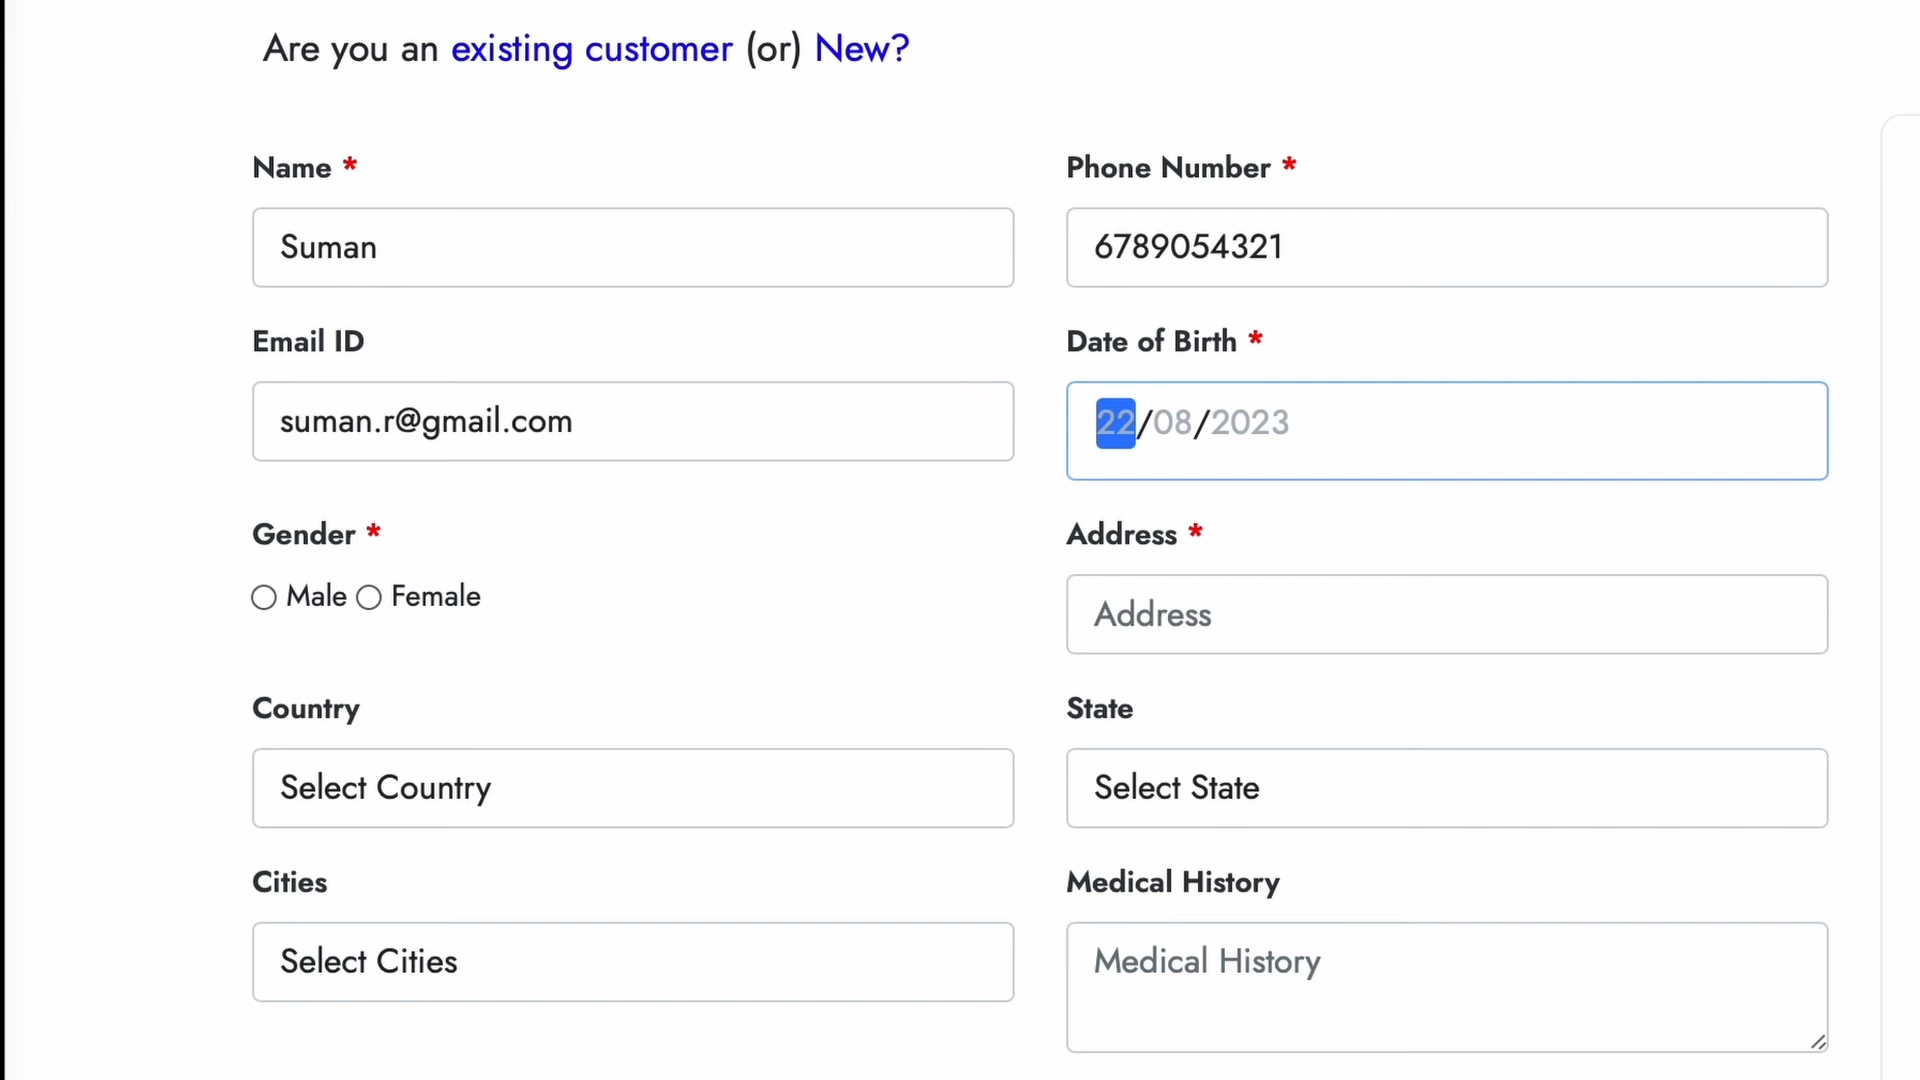 Are you an existing customer (or) New?
Name *
Phone Number *
Suman
6789054321
Email ID
Date of Birth *
suman.r@gmail.com
22/08/2023
Gender *
Address *
Male Female
Address
Country
State
Select Country
Select State
Cities
Medical History
Select Cities
Medical History